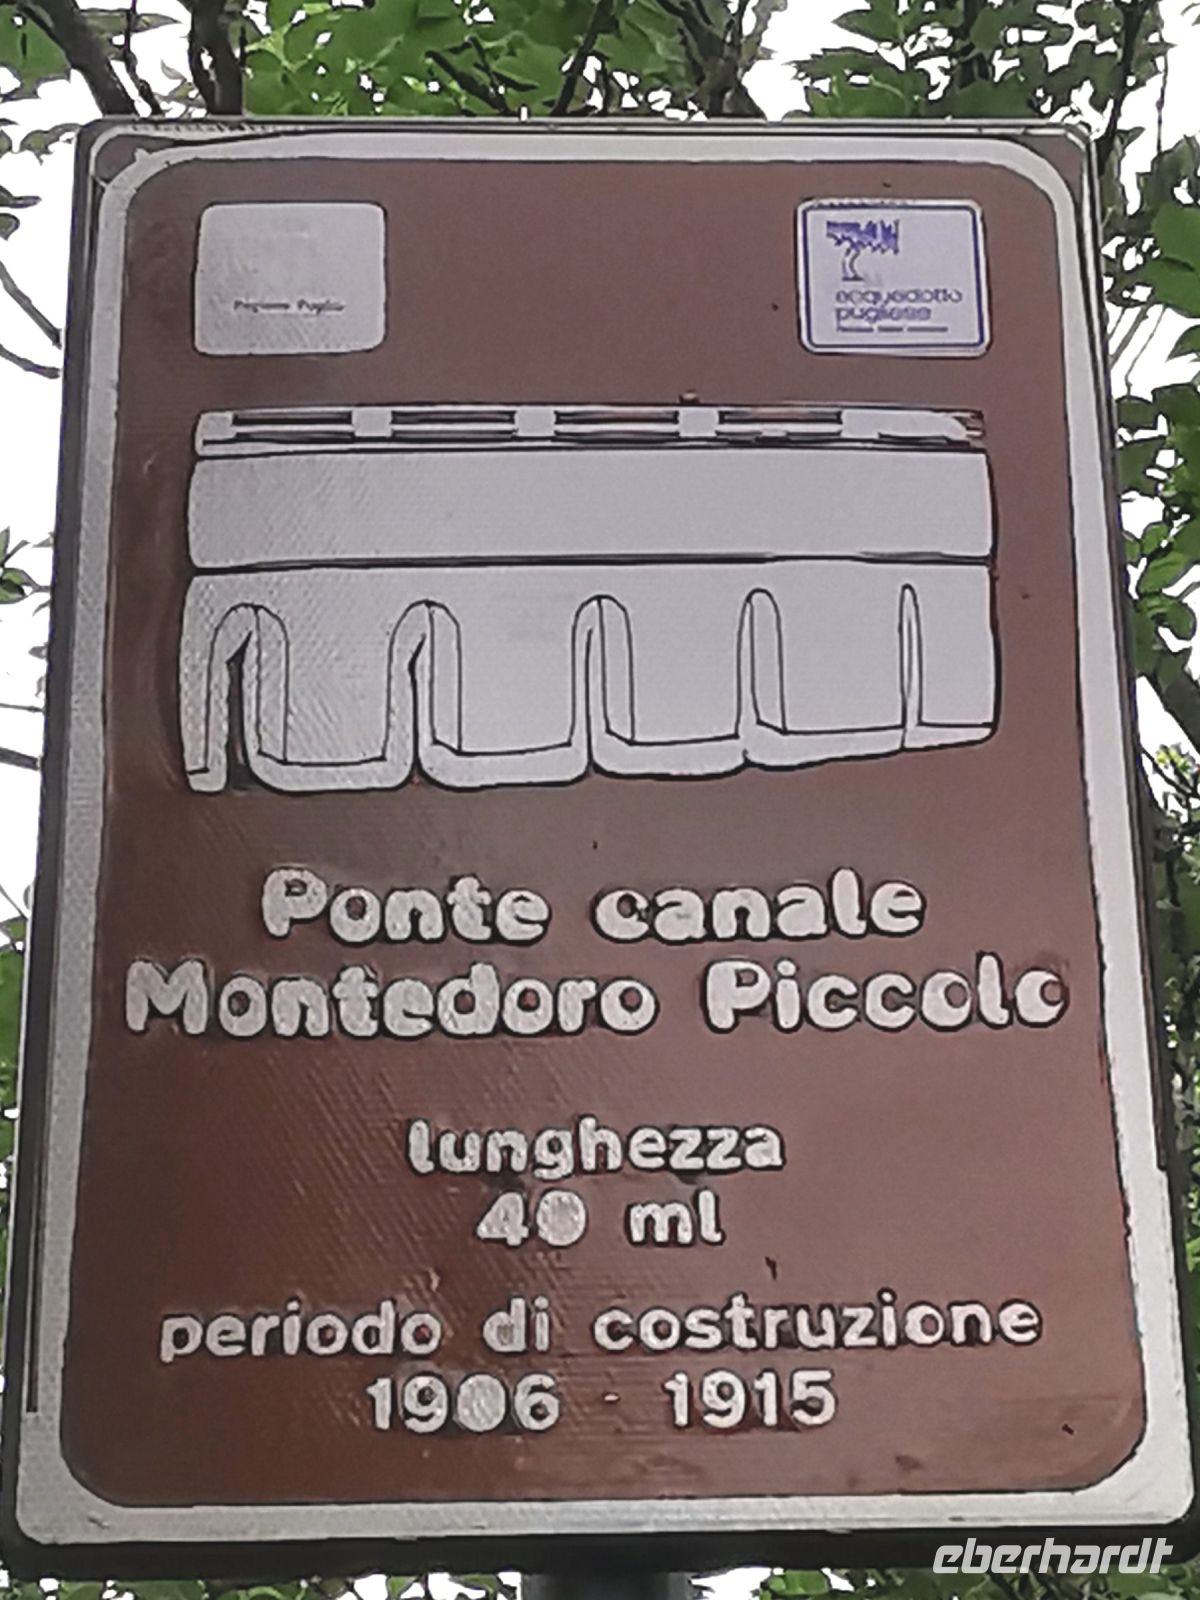 Regione Puglia
acquedotto
pugliese
Ponte canale
Montedoro Piccolo
lunghezza
40 ml
periodo di costruzione
1906 - 1915
eberhardt